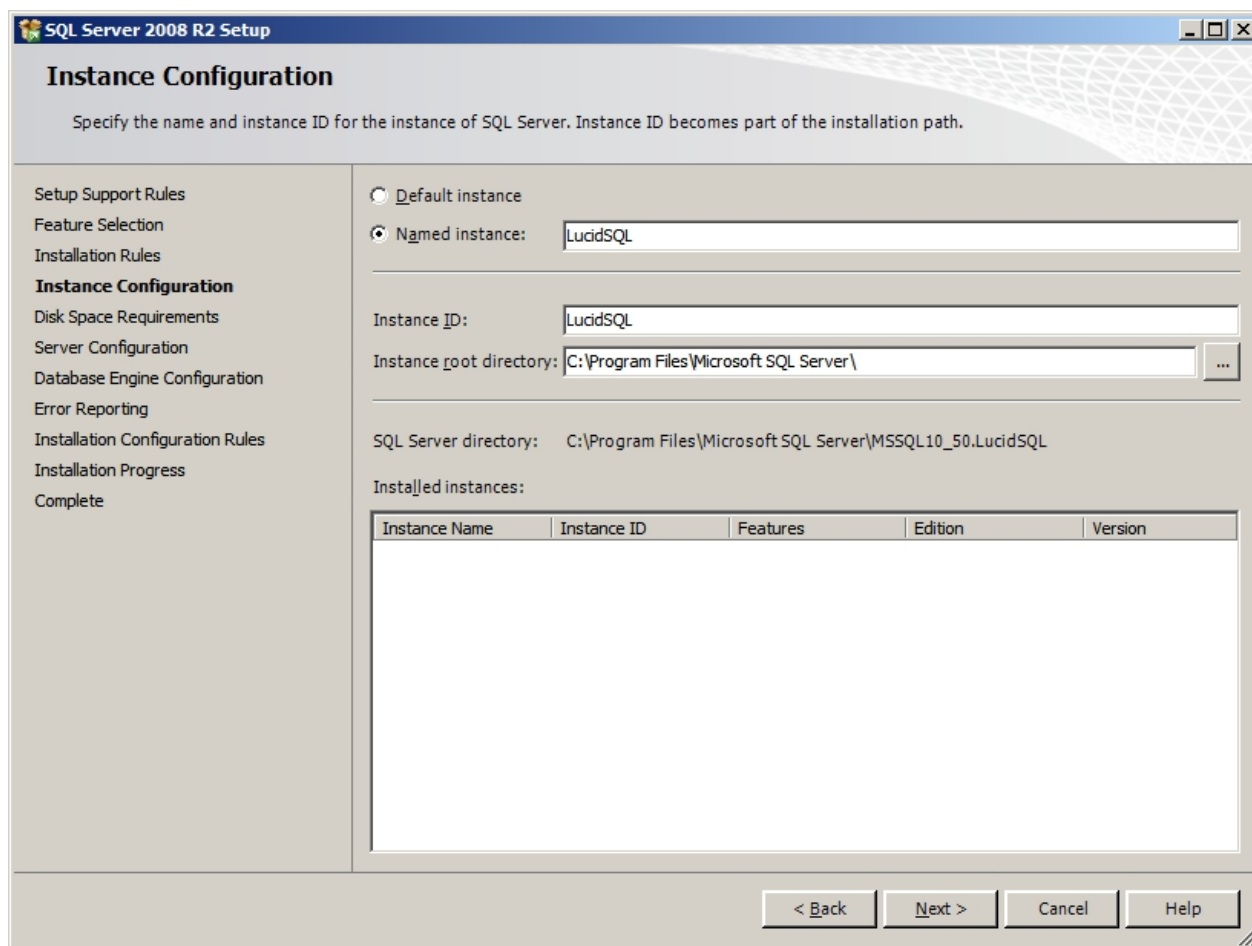 SQL Server 2008 R2 Setup
Instance Configuration
Specify the name and instance ID for the instance of SQL Server. Instance ID becomes part of the installation path.
Setup Support Rules
Feature Selection
Installation Rules
Instance Configuration
Disk Space Requirements
Server Configuration
Database Engine Configuration
Error Reporting
Installation Configuration Rules
Installation Progress
Complete
Default instance
Named instance: LucidSQL
Instance ID: LucidSQL
Instance root directory: C:\Program Files\Microsoft SQL Server\ ...
SQL Server directory: C:\Program Files\Microsoft SQL Server\MSSQL10_50.LucidSQL
Installed instances:
Instance Name Instance ID Features Edition Version
< Back Next > Cancel Help